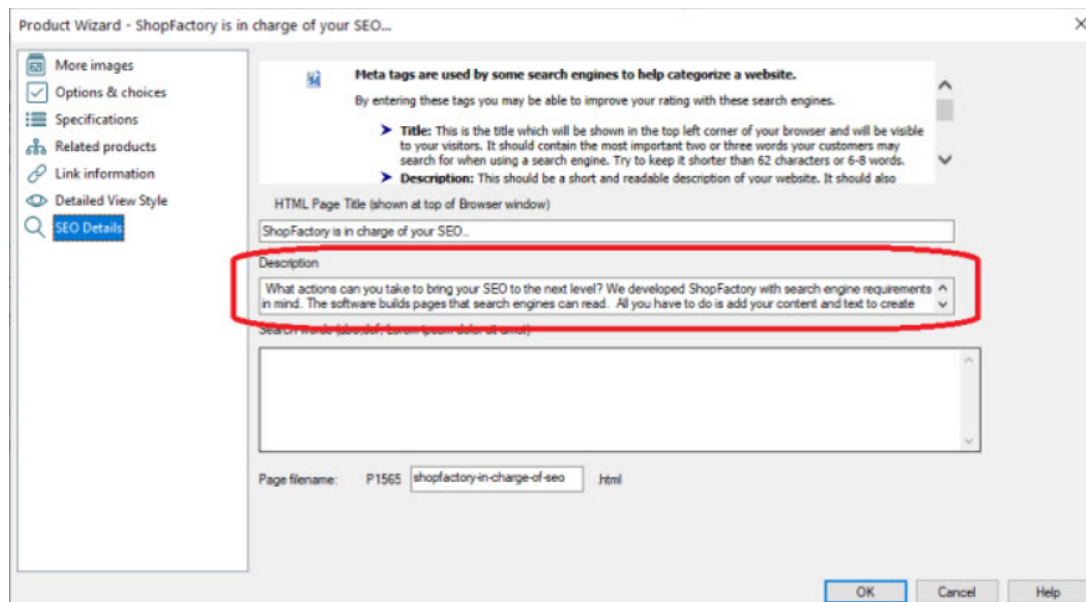 Product Wizard - ShopFactory is in charge of your SEO...
More images
Options & choices
Specifications
Related products
Link information
Detailed View Style
SEO Details
Meta tags are used by some search engines to help categorize a website.
By entering these tags you may be able to improve your rating with these search engines.
Title: This is the title which will be shown in the top left corner of your browser and will be visible
to your visitors. It should contain the most important two or three words your customers may
search for when using a search engine. Try to keep it shorter than 62 characters or 6-8 words.
Description: This should be a short and readable description of your website. It should also
HTML Page Title (shown at top of Browser window)
ShopFactory is in charge of your SEO...
Description
What actions can you take to bring your SEO to the next level? We developed ShopFactory with search engine requirements
in mind. The software builds pages that search engines can read. All you have to do is add your content and text to create
Search words (abc,def, Lorem ipsum dolor sit amet)
Page filename: P1565 shopfactory-in-charge-of-seo .html
OK Cancel Help